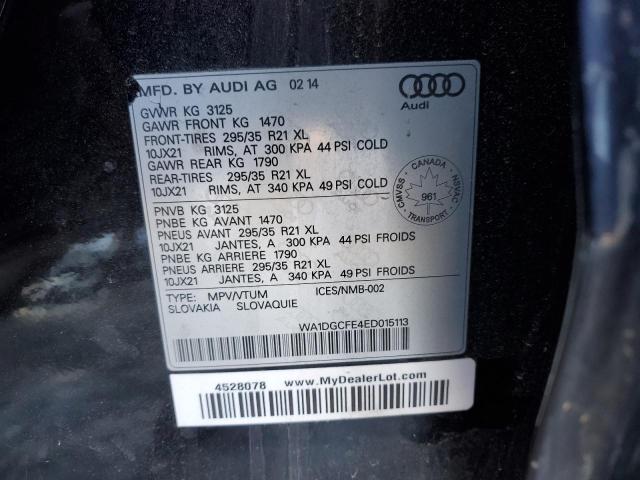 MFD. BY AUDI AG 02 14
Audi
GVWR KG 3125
GAWR FRONT KG 1470
FRONT-TIRES 295/35 R21 XL
10JX21 RIMS, AT 300 KPA 44 PSI COLD
GAWR REAR KG 1790
REAR-TIRES 295/35 R21 XL
10JX21 RIMS, AT 340 KPA 49 PSI COLD
CANADA
CMVSS
NSVAC
961
TRANSPORT
PNVB KG 3125
PNBE KG AVANT 1470
PNEUS AVANT 295/35 R21 XL
10JX21 JANTES, A 300 KPA 44 PSI FROIDS
PNBE KG ARRIERE 1790
PNEUS ARRIERE 295/35 R21 XL
10JX21 JANTES, A 340 KPA 49 PSI FROIDS
TYPE: MPV/VTUM ICES/NMB-002
SLOVAKIA SLOVAQUIE
WA1DGCFE4ED015113
4528078 www.MyDealerLot.com